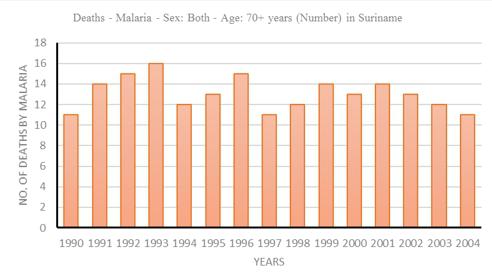 Deaths - Malaria - Sex: Both - Age: 70+ years (Number) in Suriname
NO. OF DEATHS BY MALARIA
18
16
14
12
10
8
6
4
2
0
1990 1991 1992 1993 1994 1995 1996 1997 1998 1999 2000 2001 2002 2003 2004
YEARS